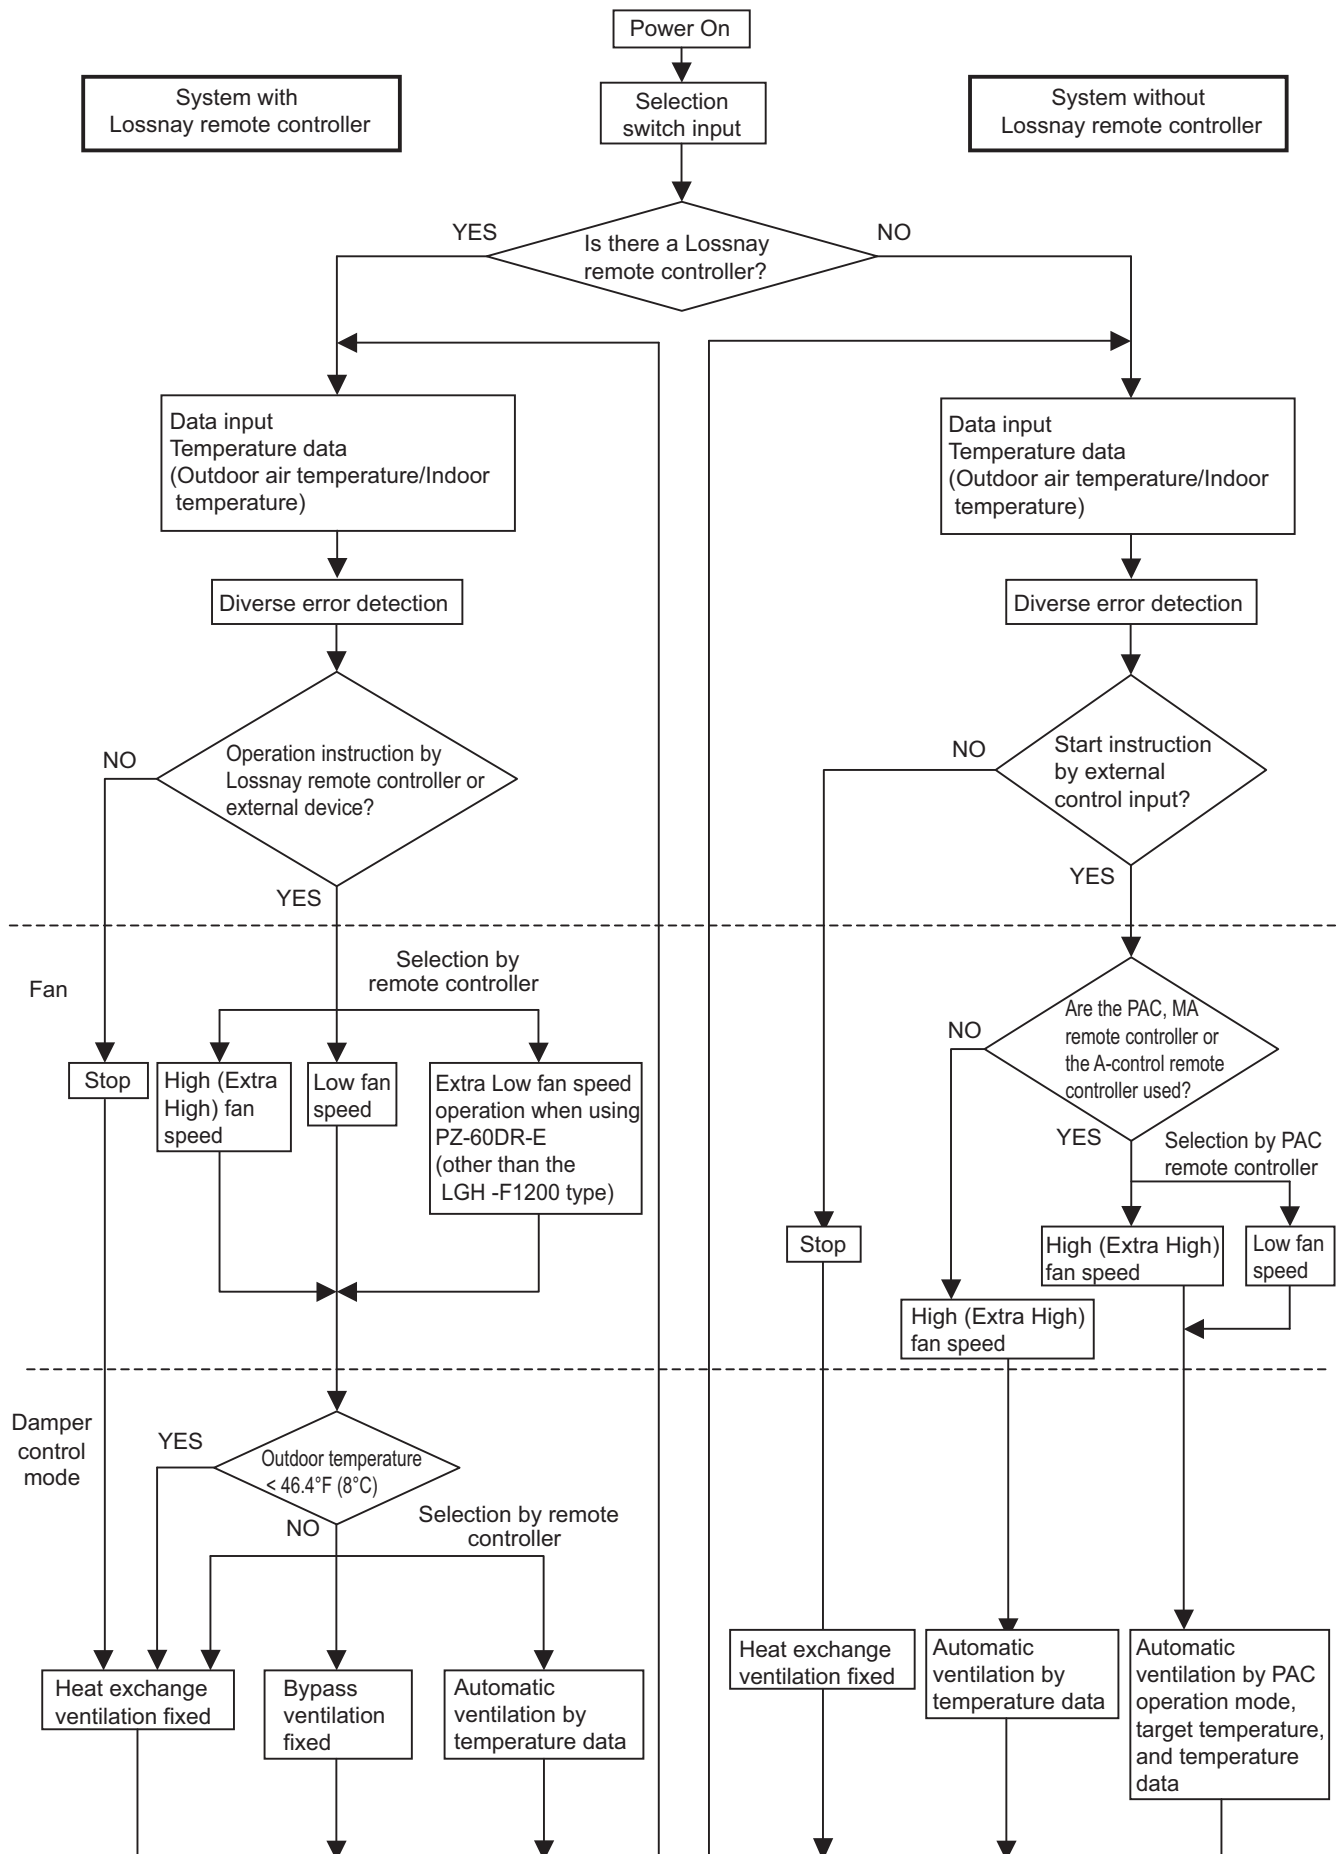 Power On
System with
Lossnay remote controller
Selection
switch input
System without
Lossnay remote controller
YES
NO
Is there a Lossnay
remote controller?
Data input
Temperature data
(Outdoor air temperature/Indoor
temperature)
Data input
Temperature data
(Outdoor air temperature/Indoor
temperature)
Diverse error detection
Diverse error detection
NO
Operation instruction by
Lossnay remote controller or
external device?
YES
NO
Start instruction
by external
control input?
YES
Fan
Selection by
remote controller
Stop
High (Extra
High) fan
speed
Low fan
speed
Extra Low fan speed
operation when using
PZ-60DR-E
(other than the
LGH -F1200 type)
NO
Are the PAC, MA
remote controller or
the A-control remote
controller used?
YES
Selection by PAC
remote controller
Stop
High (Extra High)
fan speed
Low fan
speed
High (Extra High)
fan speed
Damper
control
mode
YES
Outdoor temperature
< 46.4°F (8°C)
NO
Selection by remote
controller
Heat exchange
ventilation fixed
Bypass
ventilation
fixed
Automatic
ventilation by
temperature data
Heat exchange
ventilation fixed
Automatic
ventilation by
temperature data
Automatic
ventilation by PAC
operation mode,
target temperature,
and temperature
data